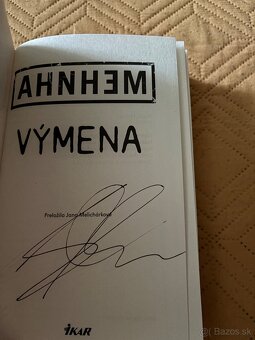 AHNHEM
VÝMENA
Preložila Jana Melichárková
IKAR
Bazos.sk